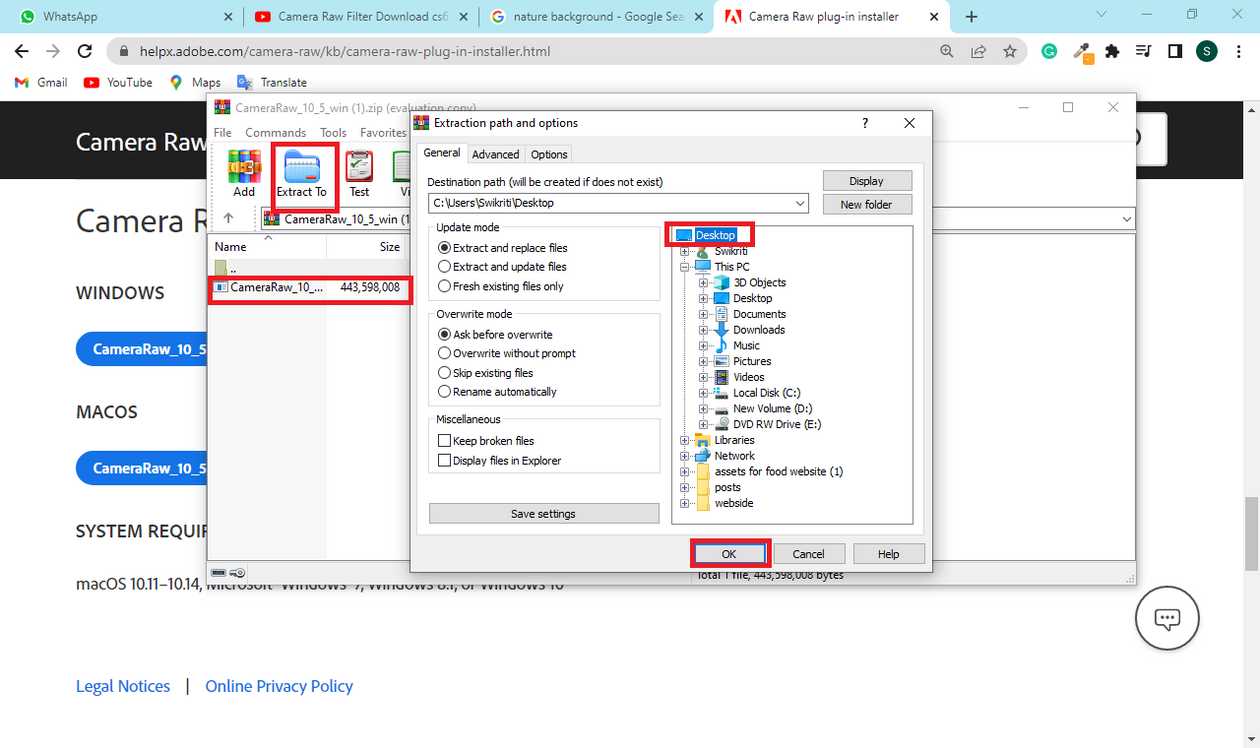 WhatsApp
Camera Raw Filter Download cs6
nature background - Google Sea
Camera Raw plug-in installer
helpx.adobe.com/camera-raw/kb/camera-raw-plug-in-installer.html
S
Gmail
YouTube
Maps
Translate
Camera Raw
CameraRaw_10_5_win (1).zip (evaluation copy)
File Commands Tools Favorites
Add
Extract To
Test
Vi
CameraRaw_10_5_win (1
Name
Size
..
CameraRaw_10_...
443,598,008
Total 1 file, 443,598,008 bytes
Extraction path and options
?
General
Advanced
Options
Destination path (will be created if does not exist)
C:\Users\Swikriti\Desktop
Display
New folder
Update mode
Extract and replace files
Extract and update files
Fresh existing files only
Overwrite mode
Ask before overwrite
Overwrite without prompt
Skip existing files
Rename automatically
Miscellaneous
Keep broken files
Display files in Explorer
Save settings
Desktop
Swikriti
This PC
3D Objects
Desktop
Documents
Downloads
Music
Pictures
Videos
Local Disk (C:)
New Volume (D:)
DVD RW Drive (E:)
Libraries
Network
assets for food website (1)
posts
webside
OK
Cancel
Help
Camera R
WINDOWS
CameraRaw_10_5
MACOS
CameraRaw_10_5
SYSTEM REQUIR
macOS 10.11–10.14, Microsoft Windows 7, Windows 8.1, or Windows 10
Legal Notices | Online Privacy Policy